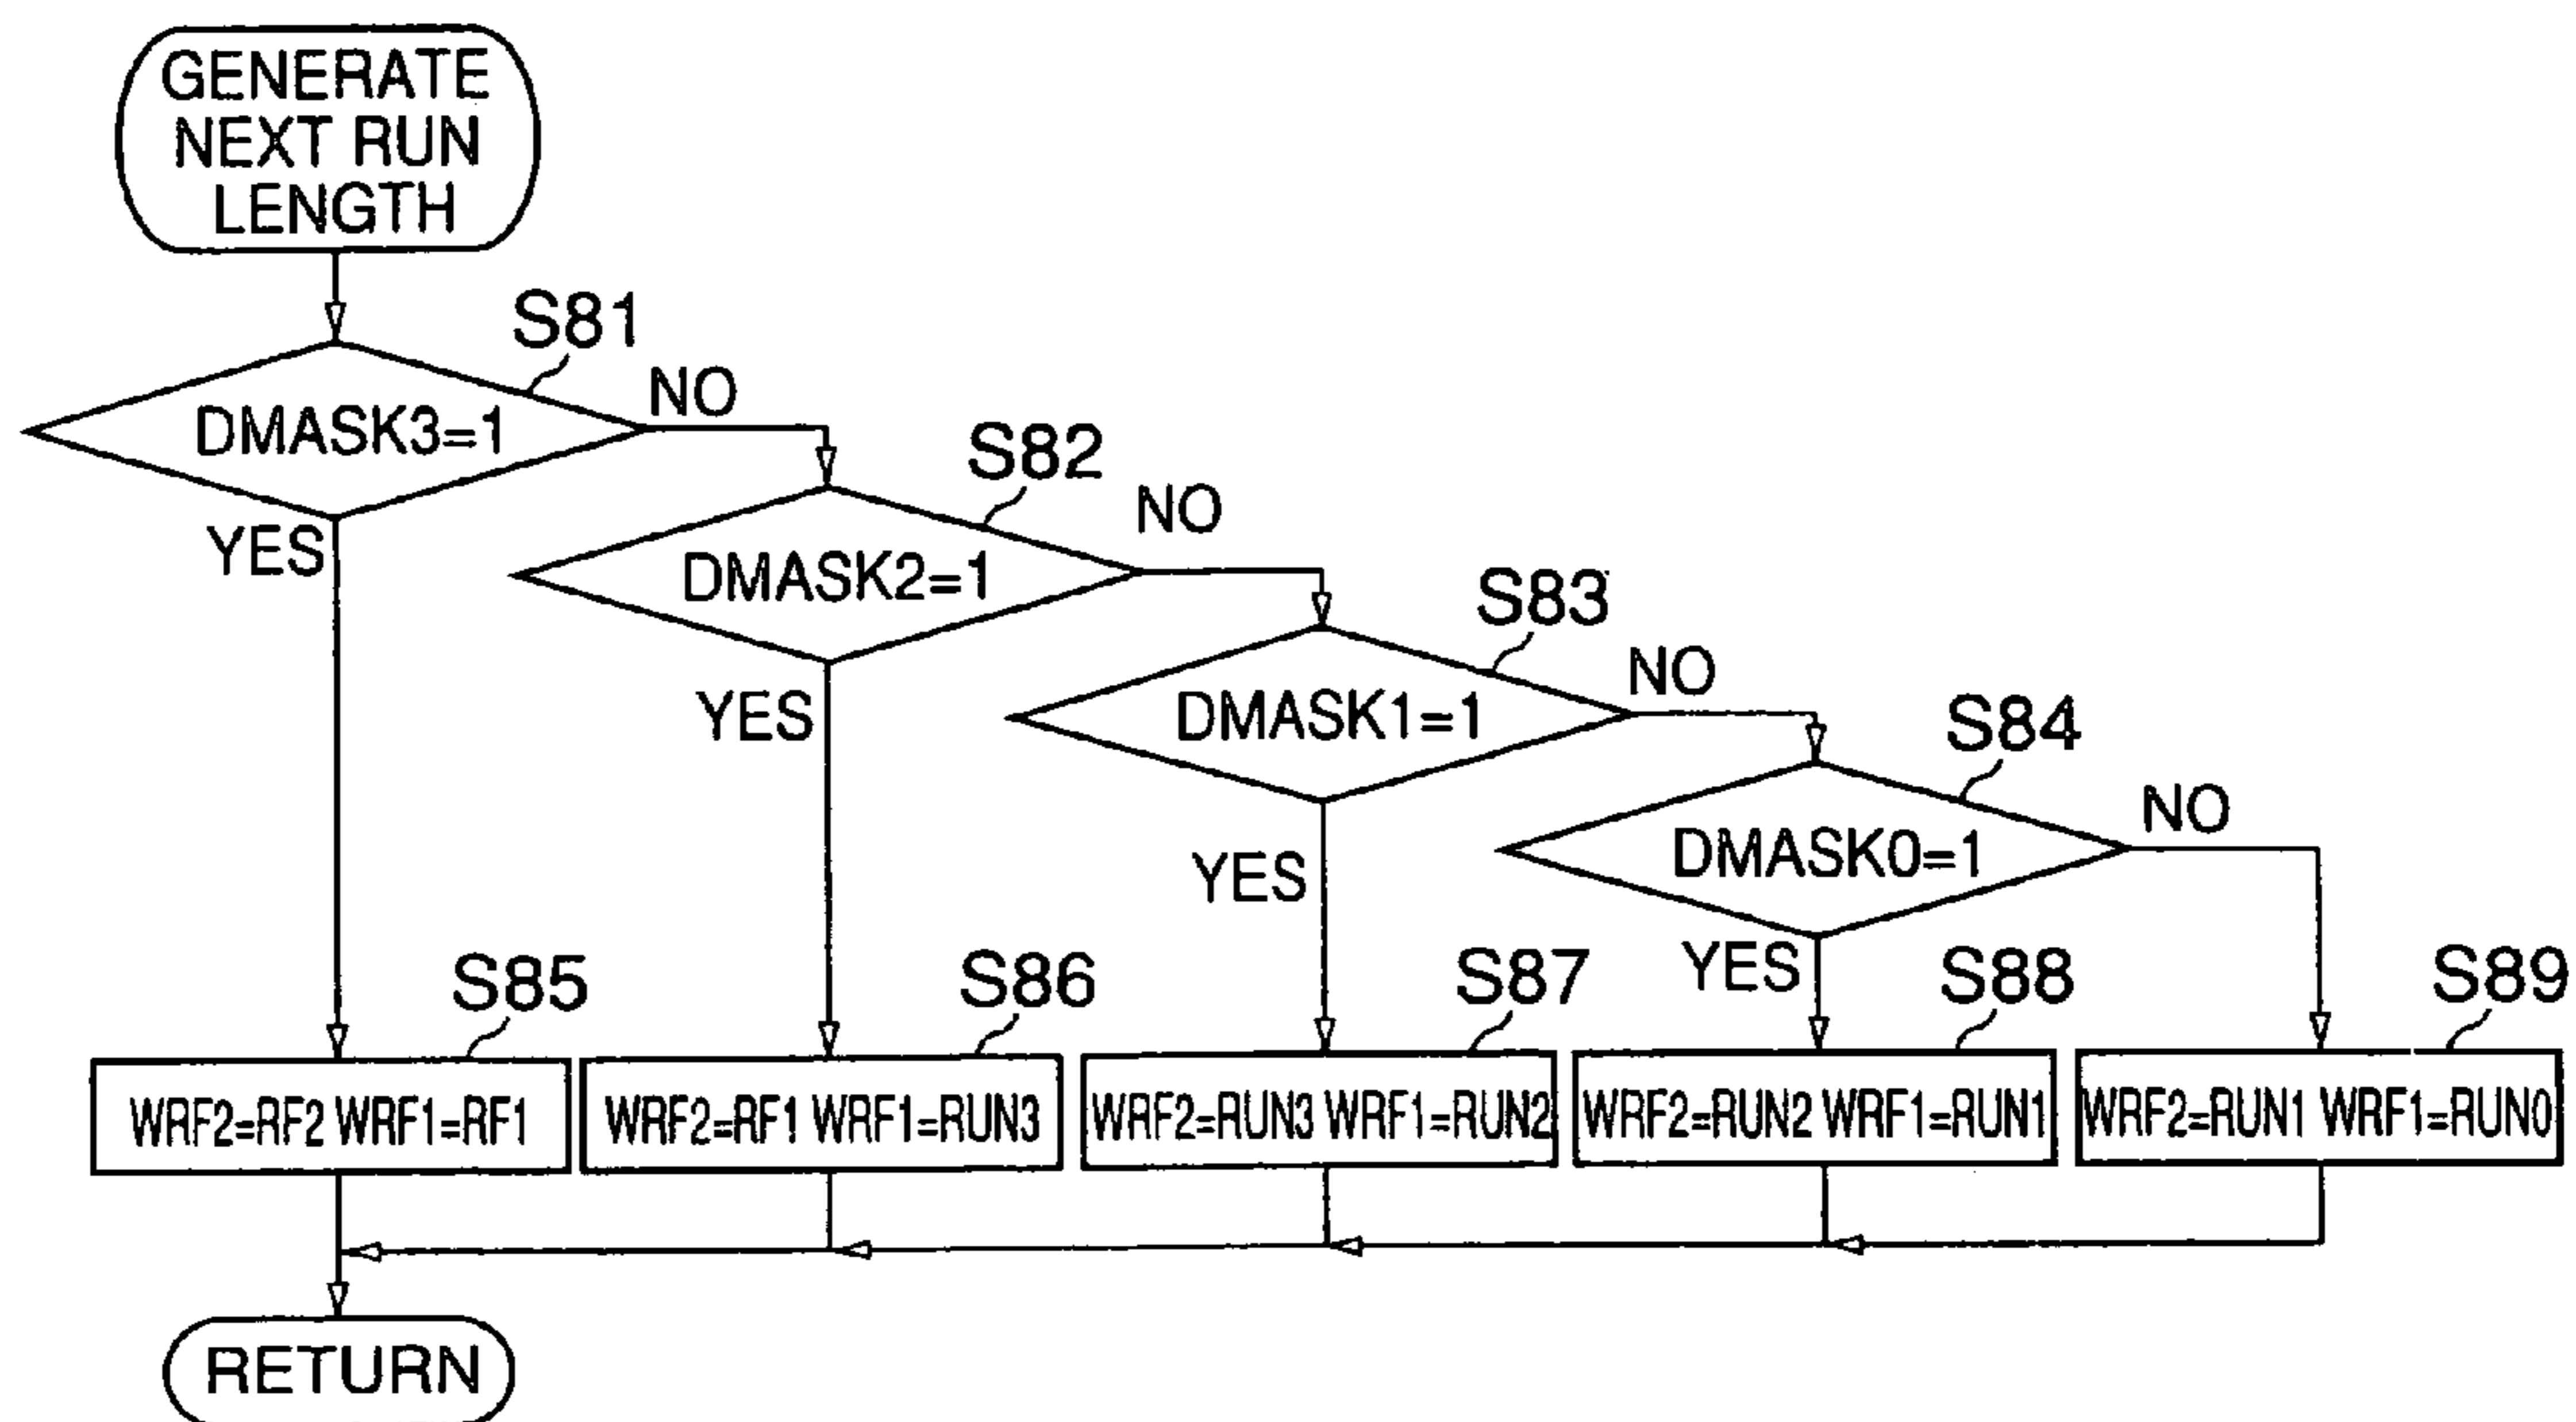 GENERATE
NEXT RUN
LENGTH
S81
DMASK3=1
NO
YES
S82
DMASK2=1
NO
YES
S83
DMASK1=1
NO
YES
S84
DMASK0=1
NO
YES
S85
WRF2=RF2 WRF1=RF1
S86
WRF2=RF1 WRF1=RUN3
S87
WRF2=RUN3 WRF1=RUN2
S88
WRF2=RUN2 WRF1=RUN1
S89
WRF2=RUN1 WRF1=RUN0
RETURN